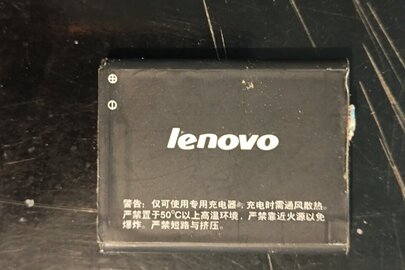 ⊕
⊖
lenovo
警告：仅可使用专用充电器，充电时需通风散热。
严禁置于50°C以上高温环境，严禁靠近火源以免
爆炸。严禁短路与挤压。